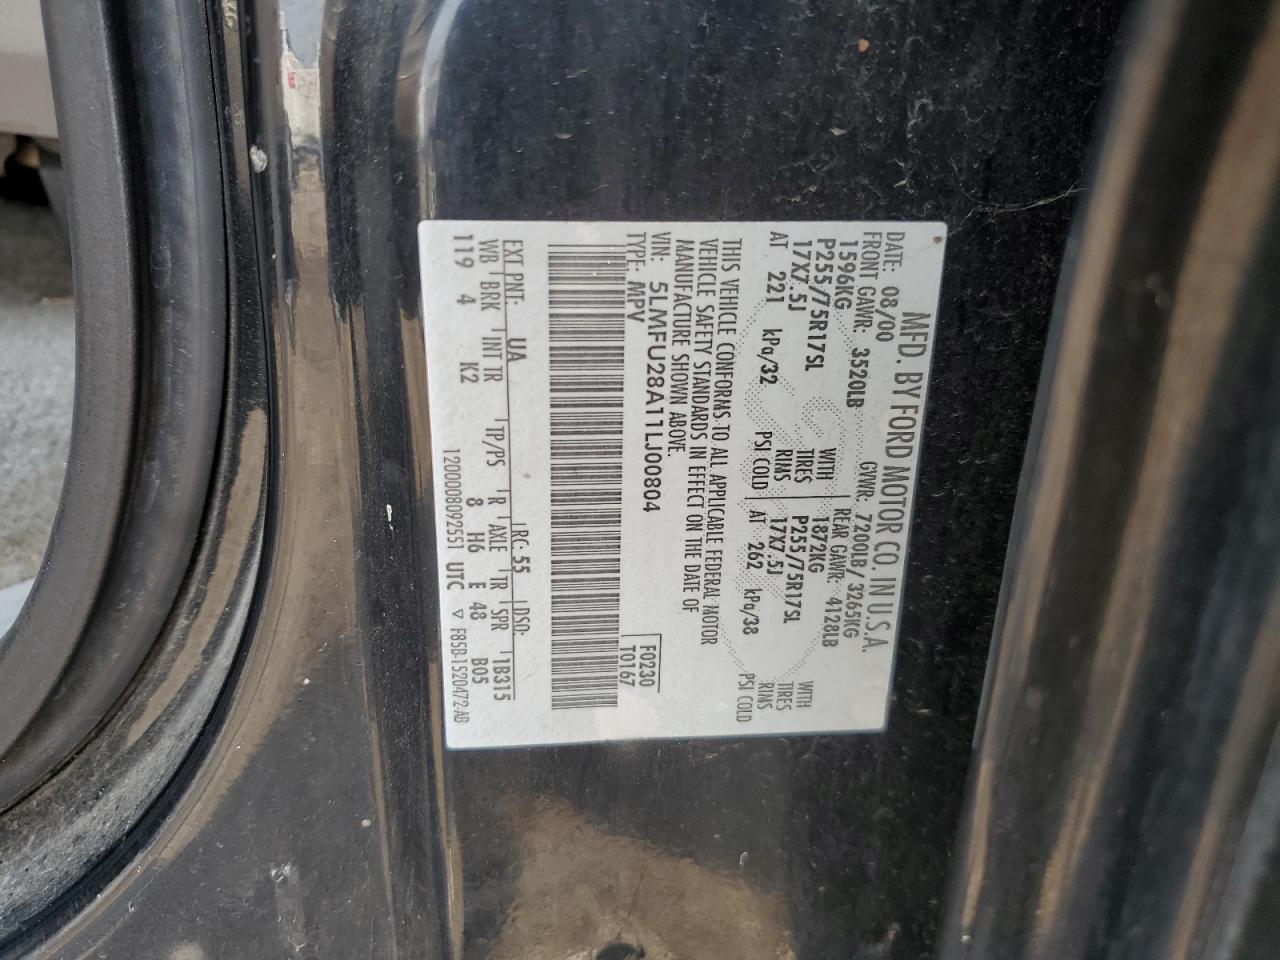 MFD. BY FORD MOTOR CO. IN U.S.A.
DATE: 08/00 GVWR: 7200LB/ 3265KG
FRONT GAWR: 3520LB REAR GAWR: 4128LB
1596KG 1872KG
P255/75R17SL WITH TIRES P255/75R17SL WITH TIRES
17X7.5J RIMS 17X7.5J RIMS
AT 221 kPa/32 PSI COLD AT 262 kPa/38 PSI COLD
THIS VEHICLE CONFORMS TO ALL APPLICABLE FEDERAL MOTOR
VEHICLE SAFETY STANDARDS IN EFFECT ON THE DATE OF
MANUFACTURE SHOWN ABOVE.
VIN: 5LMFU28A11LJ00804 F0230
TYPE: MPV T0167
EXT PNT: UA RC: 55 DSO:
WB BRK INT TR TP/PS R AXLE TR SPR 1B315
119 4 K2 8 H6 E 48 B05
1200008092551 UTC ▽ F85B-1520472-AB